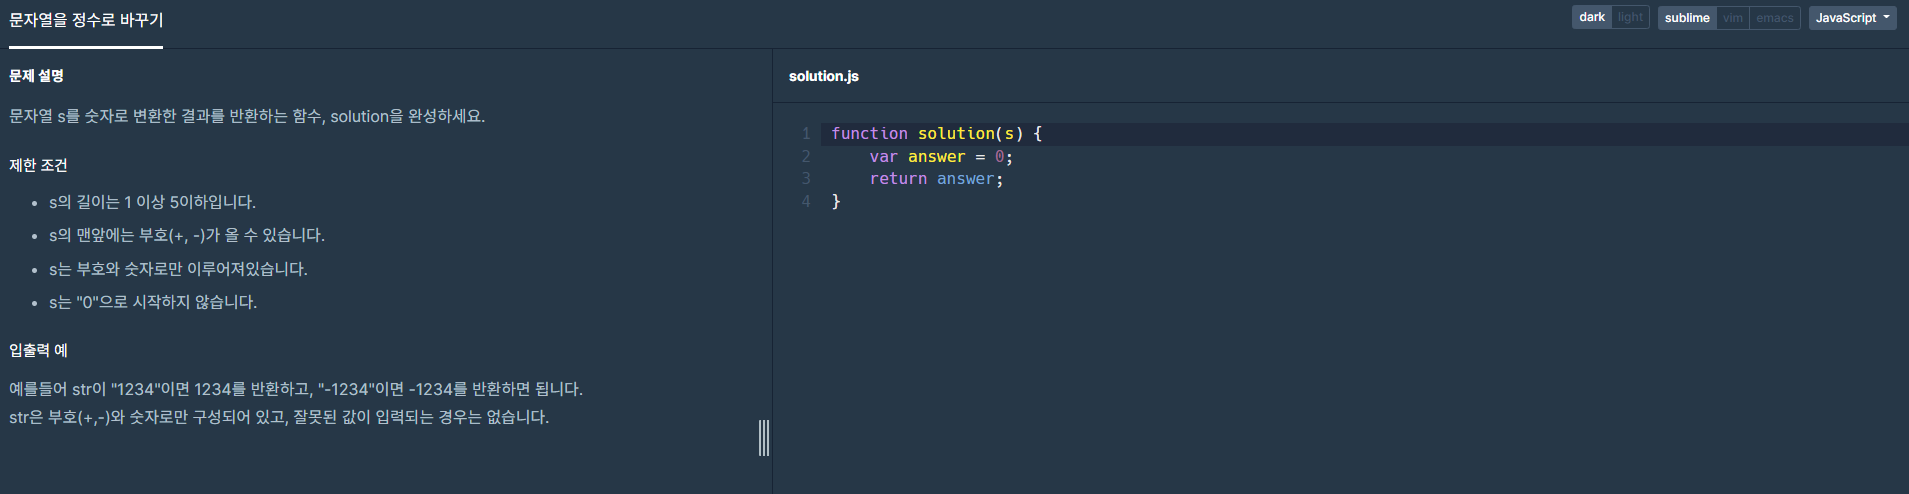 문자열을 정수로 바꾸기
dark light sublime vim emacs JavaScript
문제 설명
문자열 s를 숫자로 변환한 결과를 반환하는 함수, solution을 완성하세요.
제한 조건
• s의 길이는 1 이상 5이하입니다.
• s의 맨앞에는 부호(+, -)가 올 수 있습니다.
• s는 부호와 숫자로만 이루어져있습니다.
• s는 "0"으로 시작하지 않습니다.
입출력 예
예를들어 str이 "1234"이면 1234를 반환하고, "-1234"이면 -1234를 반환하면 됩니다.
str은 부호(+,-)와 숫자로만 구성되어 있고, 잘못된 값이 입력되는 경우는 없습니다.
solution.js
1 function solution(s) {
2     var answer = 0;
3     return answer;
4 }